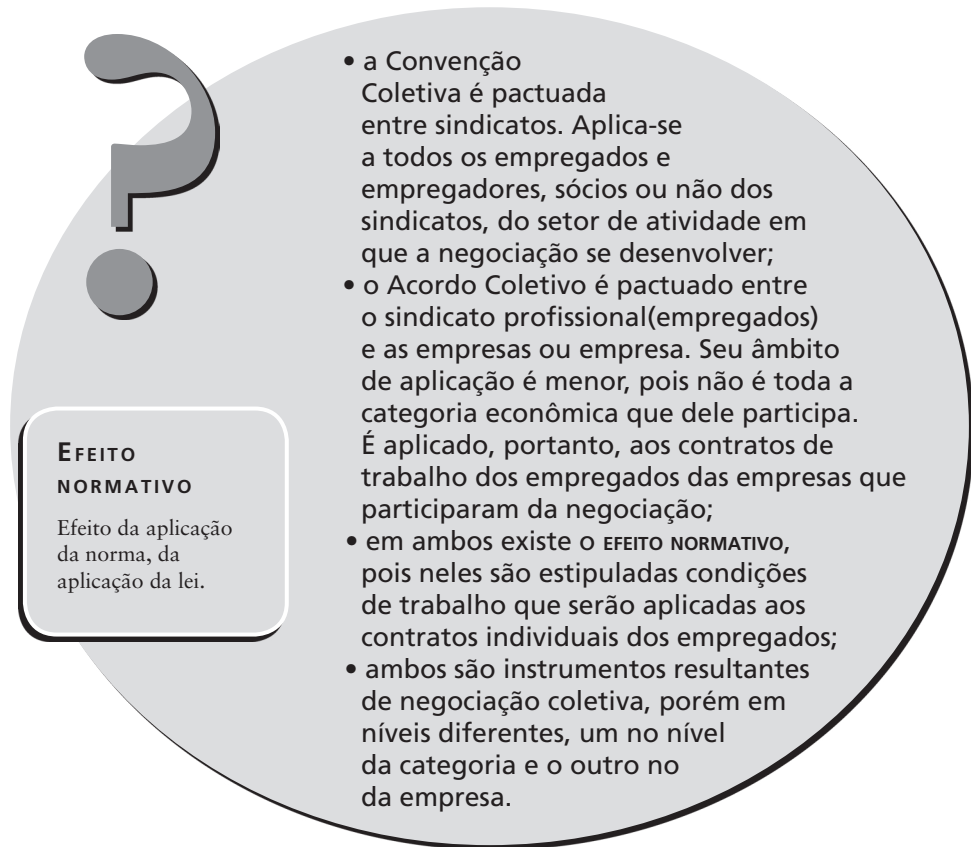 • a Convenção
Coletiva é pactuada
entre sindicatos. Aplica-se
a todos os empregados e
empregadores, sócios ou não dos
sindicatos, do setor de atividade em
que a negociação se desenvolver;
• o Acordo Coletivo é pactuado entre
o sindicato profissional(empregados)
e as empresas ou empresa. Seu âmbito
de aplicação é menor, pois não é toda a
categoria econômica que dele participa.
É aplicado, portanto, aos contratos de
trabalho dos empregados das empresas que
participaram da negociação;
• em ambos existe o EFEITO NORMATIVO,
pois neles são estipuladas condições
de trabalho que serão aplicadas aos
contratos individuais dos empregados;
• ambos são instrumentos resultantes
de negociação coletiva, porém em
níveis diferentes, um no nível
da categoria e o outro no
da empresa.
EFEITO
NORMATIVO
Efeito da aplicação
da norma, da
aplicação da lei.
?